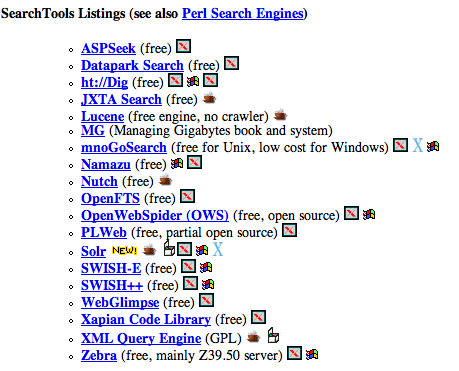 SearchTools Listings (see also Perl Search Engines)
ASPSeek (free)
Datapark Search (free)
ht://Dig (free)
JXTA Search (free)
Lucene (free engine, no crawler)
MG (Managing Gigabytes book and system)
mnoGoSearch (free for Unix, low cost for Windows) X
Namazu (free)
Nutch (free)
OpenFTS (free)
OpenWebSpider (OWS) (free, open source)
PLWeb (free, partial open source)
Solr NEW! X
SWISH-E (free)
SWISH++ (free)
WebGlimpse (free)
Xapian Code Library (free)
XML Query Engine (GPL)
Zebra (free, mainly Z39.50 server)